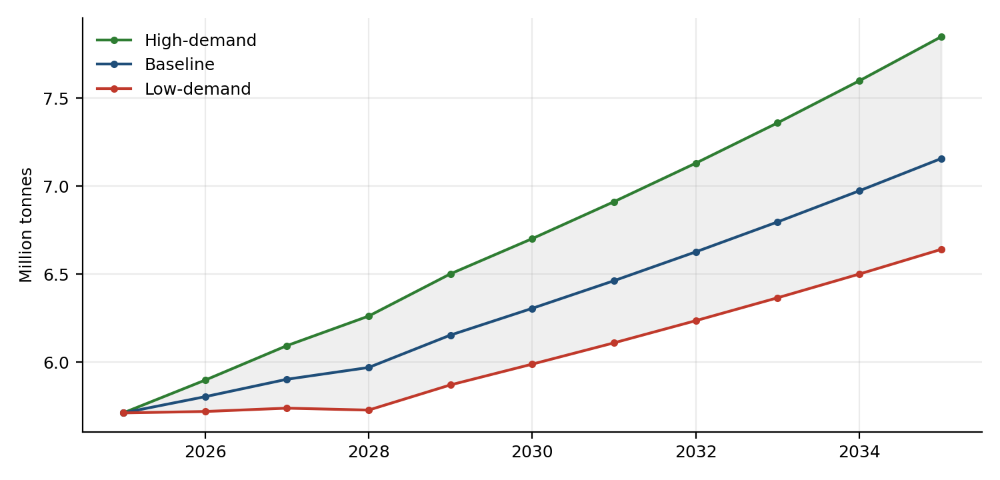 High-demand
Baseline
Low-demand
Million tonnes
7.5
7.0
6.5
6.0
2026 2028 2030 2032 2034